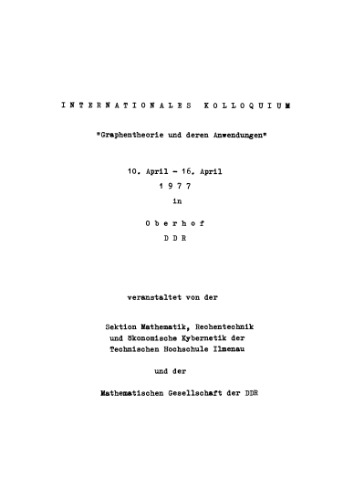 INTERNATIONALES KOLLOQUIUM
"Graphentheorie und deren Anwendungen"
10. April - 16. April
1977
in
Oberhof
DDR
veranstaltet von der
Sektion Mathematik, Rechentechnik
und ökonomische Kybernetik der
Technischen Hochschule Ilmenau
und der
Mathematischen Gesellschaft der DDR